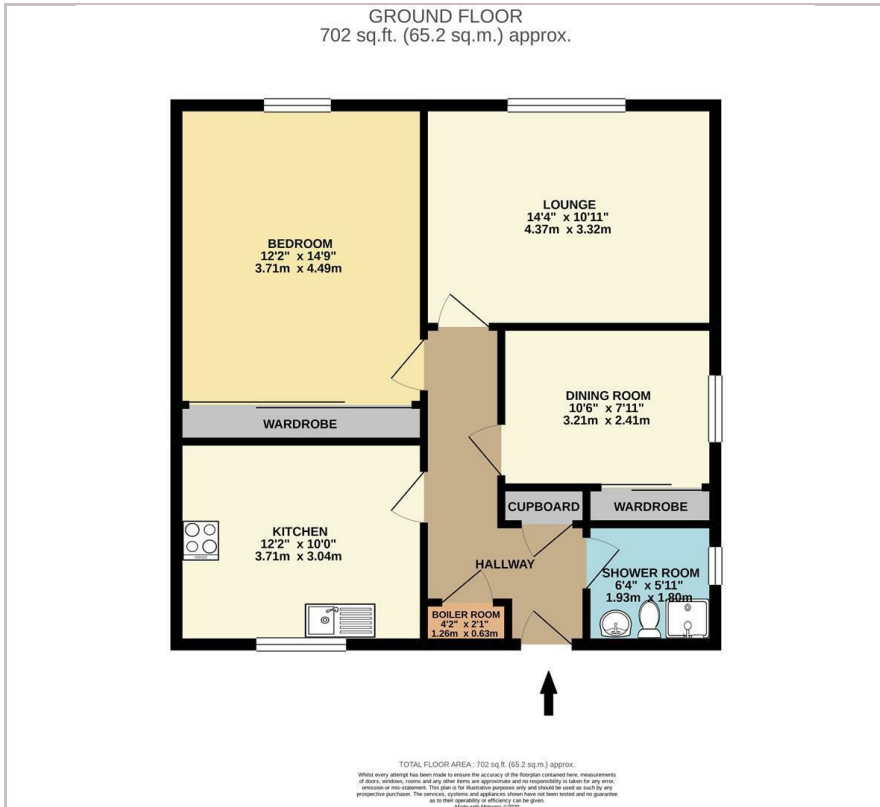 GROUND FLOOR
702 sq.ft. (65.2 sq.m.) approx.
LOUNGE
14'4" x 10'11"
4.37m x 3.32m
BEDROOM
12'2" x 14'9"
3.71m x 4.49m
DINING ROOM
10'6" x 7'11"
3.21m x 2.41m
WARDROBE
CUPBOARD
WARDROBE
KITCHEN
12'2" x 10'0"
3.71m x 3.04m
HALLWAY
SHOWER ROOM
6'4" x 5'11"
1.93m x 1.80m
BOILER ROOM
4'2" x 2'1"
1.26m x 0.63m
TOTAL FLOOR AREA : 702 sq.ft. (65.2 sq.m.) approx.
Whilst every attempt has been made to ensure the accuracy of the floorplan contained here, measurements
of doors, windows, rooms and any other items are approximate and no responsibility is taken for any error,
omission or mis-statement. This plan is for illustrative purposes only and should be used as such by any
prospective purchaser. The services, systems and appliances shown have not been tested and no guarantee
as to their operability or efficiency can be given.
Made with Metropix ©2020